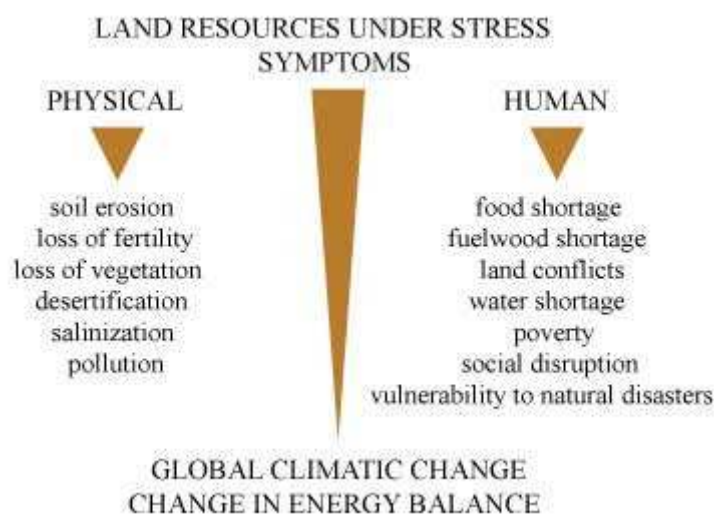 LAND RESOURCES UNDER STRESS
SYMPTOMS
PHYSICAL
soil erosion
loss of fertility
loss of vegetation
desertification
salinization
pollution
HUMAN
food shortage
fuelwood shortage
land conflicts
water shortage
poverty
social disruption
vulnerability to natural disasters
GLOBAL CLIMATIC CHANGE
CHANGE IN ENERGY BALANCE